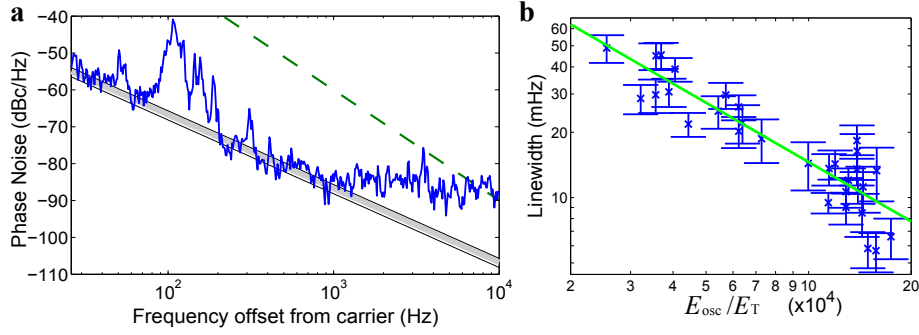 a
Phase Noise (dBc/Hz)
−40
−50
−60
−70
−80
−90
−100
−110
10²
10³
10⁴
Frequency offset from carrier (Hz)
b
Linewidth (mHz)
60
50
40
30
20
10
2 3 4 5 6 7 8 9 10 20
E_osc/E_T (x10⁴)